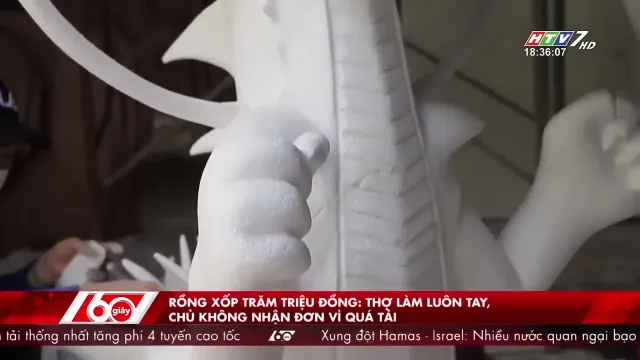 HTV7 HD
18:36:07
60 giây
RỒNG XỐP TRĂM TRIỆU ĐỒNG: THỢ LÀM LUÔN TAY,
CHỦ KHÔNG NHẬN ĐƠN VÌ QUÁ TẢI
tải thống nhất tăng phí 4 tuyến cao tốc Xung đột Hamas - Israel: Nhiều nước quan ngại bạo